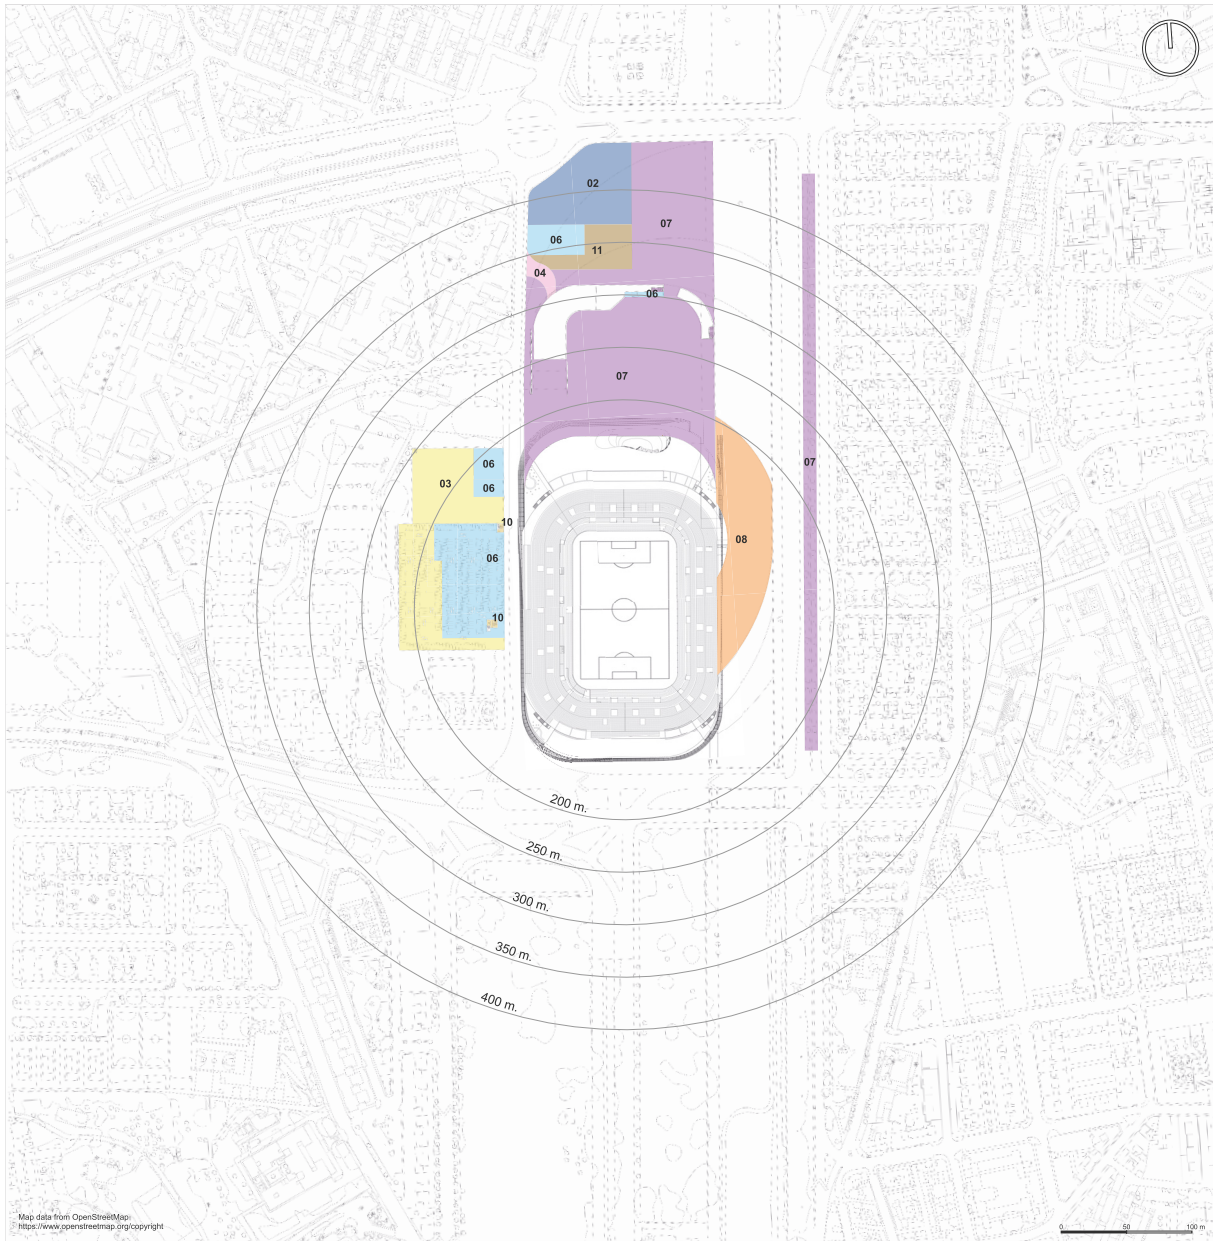 02
07
06
11
04
06
07
06
03
06
07
10
08
06
10
200 m.
250 m.
300 m.
350 m.
400 m.
Map data from OpenStreetMap
https://www.openstreetmap.org/copyright
0 50 100 m